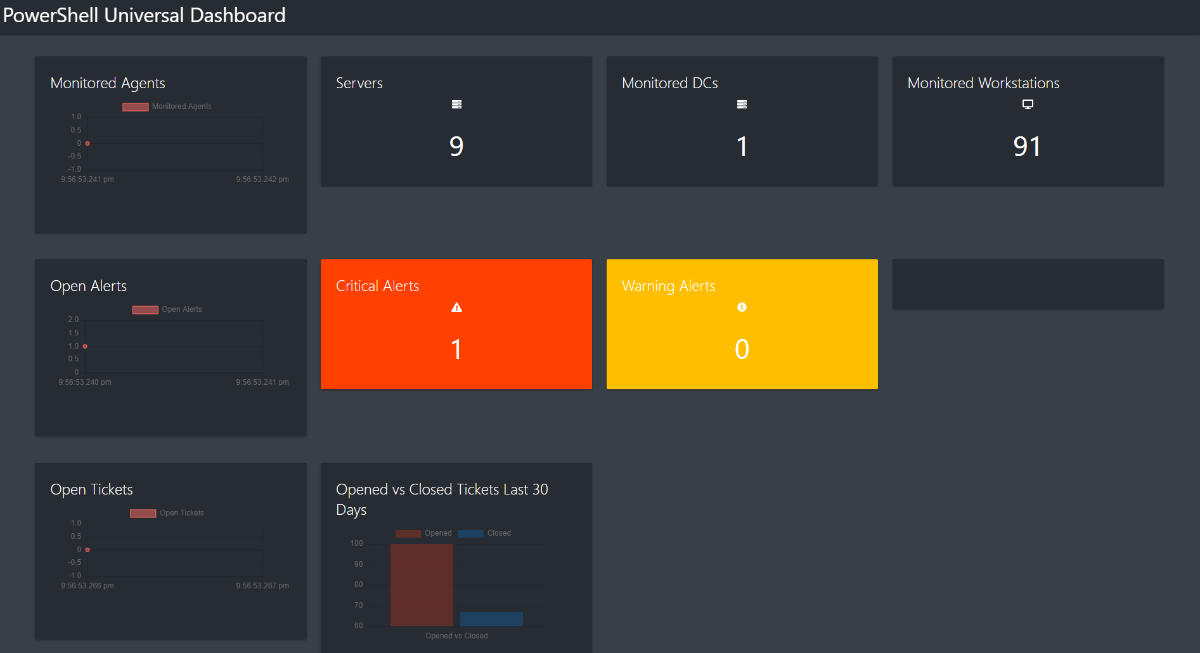 PowerShell Universal Dashboard
Monitored Agents
Monitored Agents
1.0
0.5
0
-0.5
-1.0
9:56:53.241 pm 9:56:53.242 pm
Servers
9
Monitored DCs
1
Monitored Workstations
91
Open Alerts
Open Alerts
2.0
1.5
1.0
0.5
0
9:56:53.240 pm 9:56:53.241 pm
Critical Alerts
1
Warning Alerts
0
Open Tickets
Open Tickets
1.0
0.5
0
-0.5
-1.0
9:56:53.266 pm 9:56:53.267 pm
Opened vs Closed Tickets Last 30
Days
Opened Closed
100
90
80
70
60
Opened vs Closed